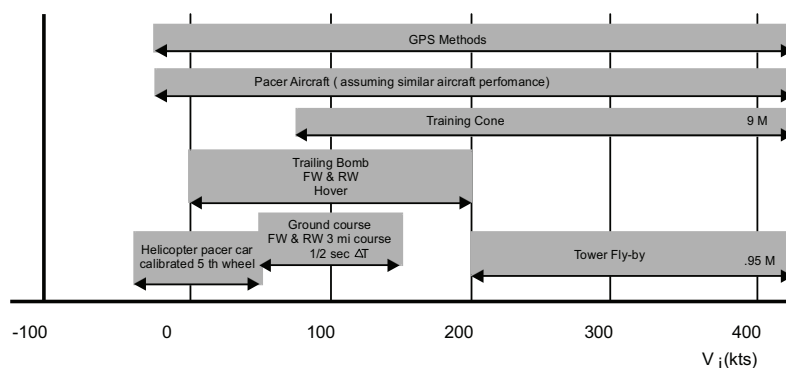 GPS Methods
Pacer Aircraft ( assuming similar aircraft perfomance)
Training Cone
9 M
Trailing Bomb
FW & RW
Hover
Ground course
FW & RW 3 mi course
1/2 sec ΔT
Helicopter pacer car
calibrated 5 th wheel
Tower Fly-by
.95 M
-100 0 100 200 300 400
V i (kts)